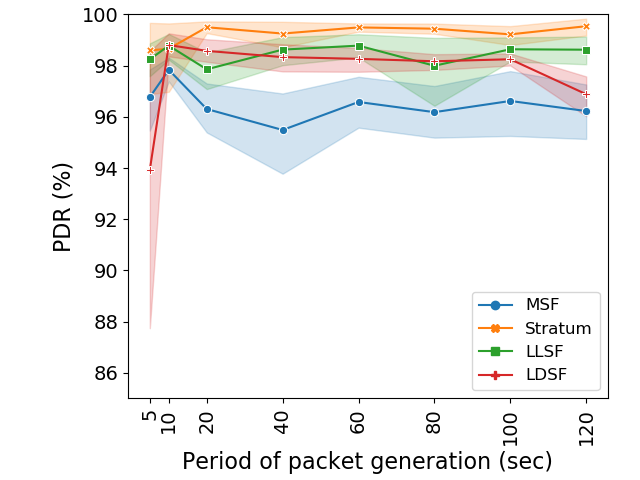 100
98
96
94
92
90
88
86
PDR (%)
MSF
Stratum
LLSF
LDSF
5
10
20
40
60
80
100
120
Period of packet generation (sec)